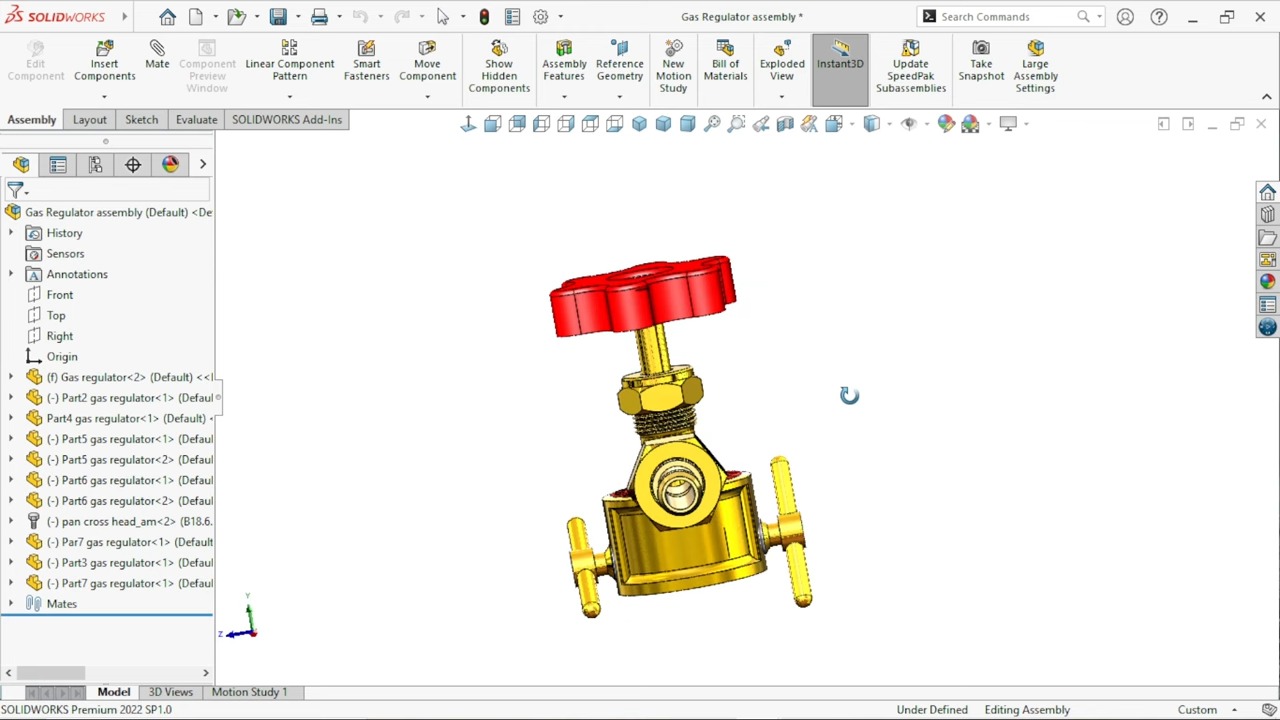 SOLIDWORKS
Gas Regulator assembly *
Search Commands
Edit Component
Insert Components
Mate
Component Preview Window
Linear Component Pattern
Smart Fasteners
Move Component
Show Hidden Components
Assembly Features
Reference Geometry
New Motion Study
Bill of Materials
Exploded View
Instant3D
Update SpeedPak Subassemblies
Take Snapshot
Large Assembly Settings
Assembly
Layout
Sketch
Evaluate
SOLIDWORKS Add-Ins
Gas Regulator assembly (Default) <De
History
Sensors
Annotations
Front
Top
Right
Origin
(f) Gas regulator<2> (Default) <<
(-) Part2 gas regulator<1> (Defaul
Part4 gas regulator<1> (Default) <
(-) Part5 gas regulator<1> (Defaul
(-) Part5 gas regulator<2> (Defaul
(-) Part6 gas regulator<1> (Defaul
(-) Part6 gas regulator<2> (Defaul
(-) pan cross head_am<2> (B18.6.
(-) Par7 gas regulator<1> (Default
(-) Part3 gas regulator<1> (Defaul
(-) Part7 gas regulator<1> (Defaul
Mates
Y
Z
Model
3D Views
Motion Study 1
SOLIDWORKS Premium 2022 SP1.0
Under Defined
Editing Assembly
Custom